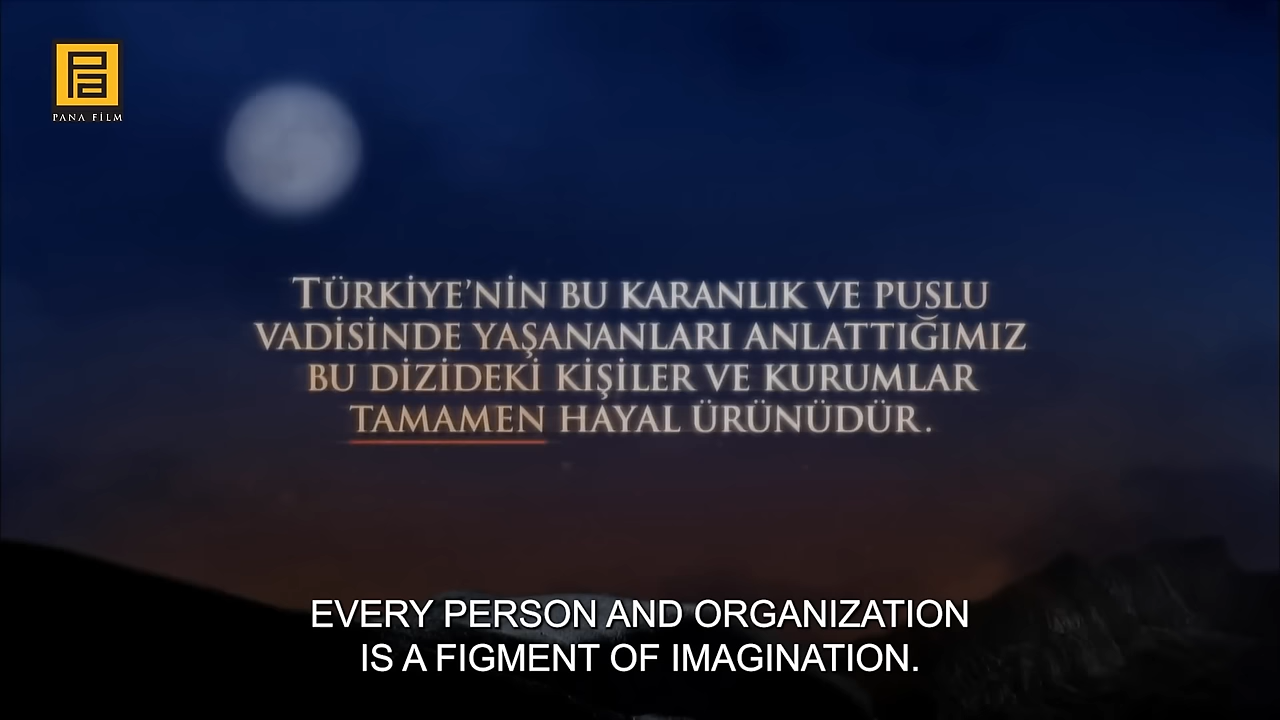 PANA FİLM
TÜRKİYE'NİN BU KARANLIK VE PUSLU
VADİSİNDE YAŞANANLARI ANLATTIĞIMIZ
BU DİZİDEKİ KİŞİLER VE KURUMLAR
TAMAMEN HAYAL ÜRÜNÜDÜR.
EVERY PERSON AND ORGANIZATION
IS A FIGMENT OF IMAGINATION.